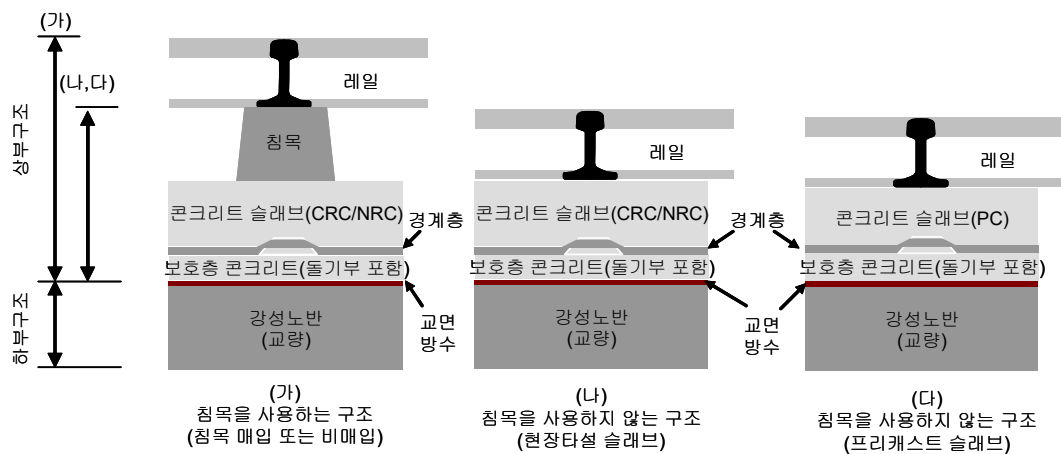 (가)
(나,다)
상부구조
하부구조
레일
침목
콘크리트 슬래브(CRC/NRC)
경계층
보호층 콘크리트(돌기부 포함)
강성노반
(교량)
교면
방수
(가)
침목을 사용하는 구조
(침목 매입 또는 비매입)
레일
콘크리트 슬래브(CRC/NRC)
경계층
보호층 콘크리트(돌기부 포함)
강성노반
(교량)
교면
방수
(나)
침목을 사용하지 않는 구조
(현장타설 슬래브)
레일
콘크리트 슬래브(PC)
보호층 콘크리트(돌기부 포함)
강성노반
(교량)
(다)
침목을 사용하지 않는 구조
(프리캐스트 슬래브)